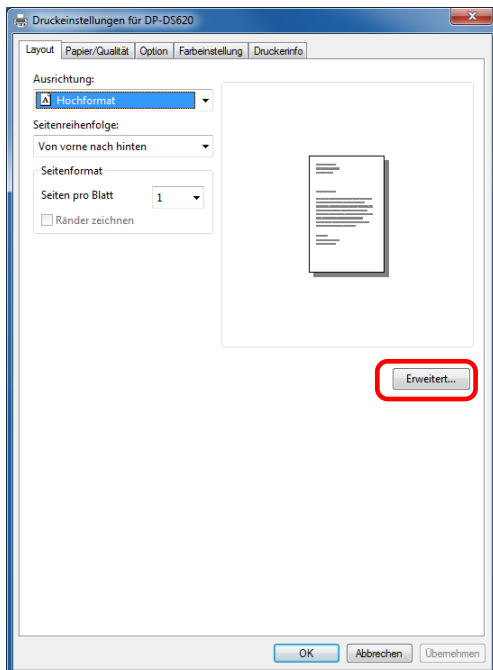 Druckeinstellungen für DP-DS620
Layout Papier/Qualität Option Farbeinstellung Druckerinfo
Ausrichtung:
A Hochformat
Seitenreihenfolge:
Von vorne nach hinten
Seitenformat
Seiten pro Blatt 1
Ränder zeichnen
Erweitert...
OK Abbrechen Übernehmen